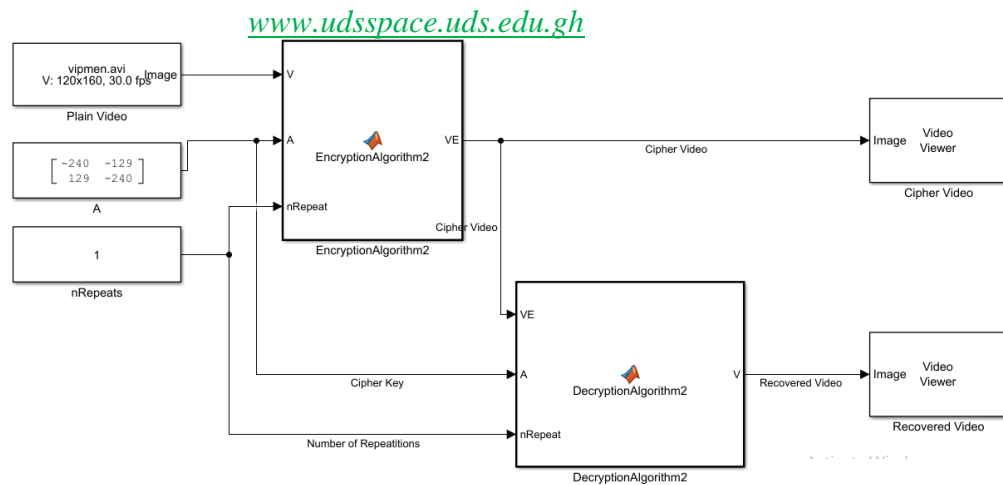 www.udsspace.uds.edu.gh
vipmen.avi
V: 120x160, 30.0 fps
Image
Plain Video
-240 -129
129 -240
A
1
nRepeats
V
A
nRepeat
VE
EncryptionAlgorithm2
EncryptionAlgorithm2
Cipher Video
Cipher Video
Image
Video
Viewer
Cipher Video
VE
A
nRepeat
V
DecryptionAlgorithm2
DecryptionAlgorithm2
Cipher Key
Number of Repeatitions
Recovered Video
Image
Video
Viewer
Recovered Video